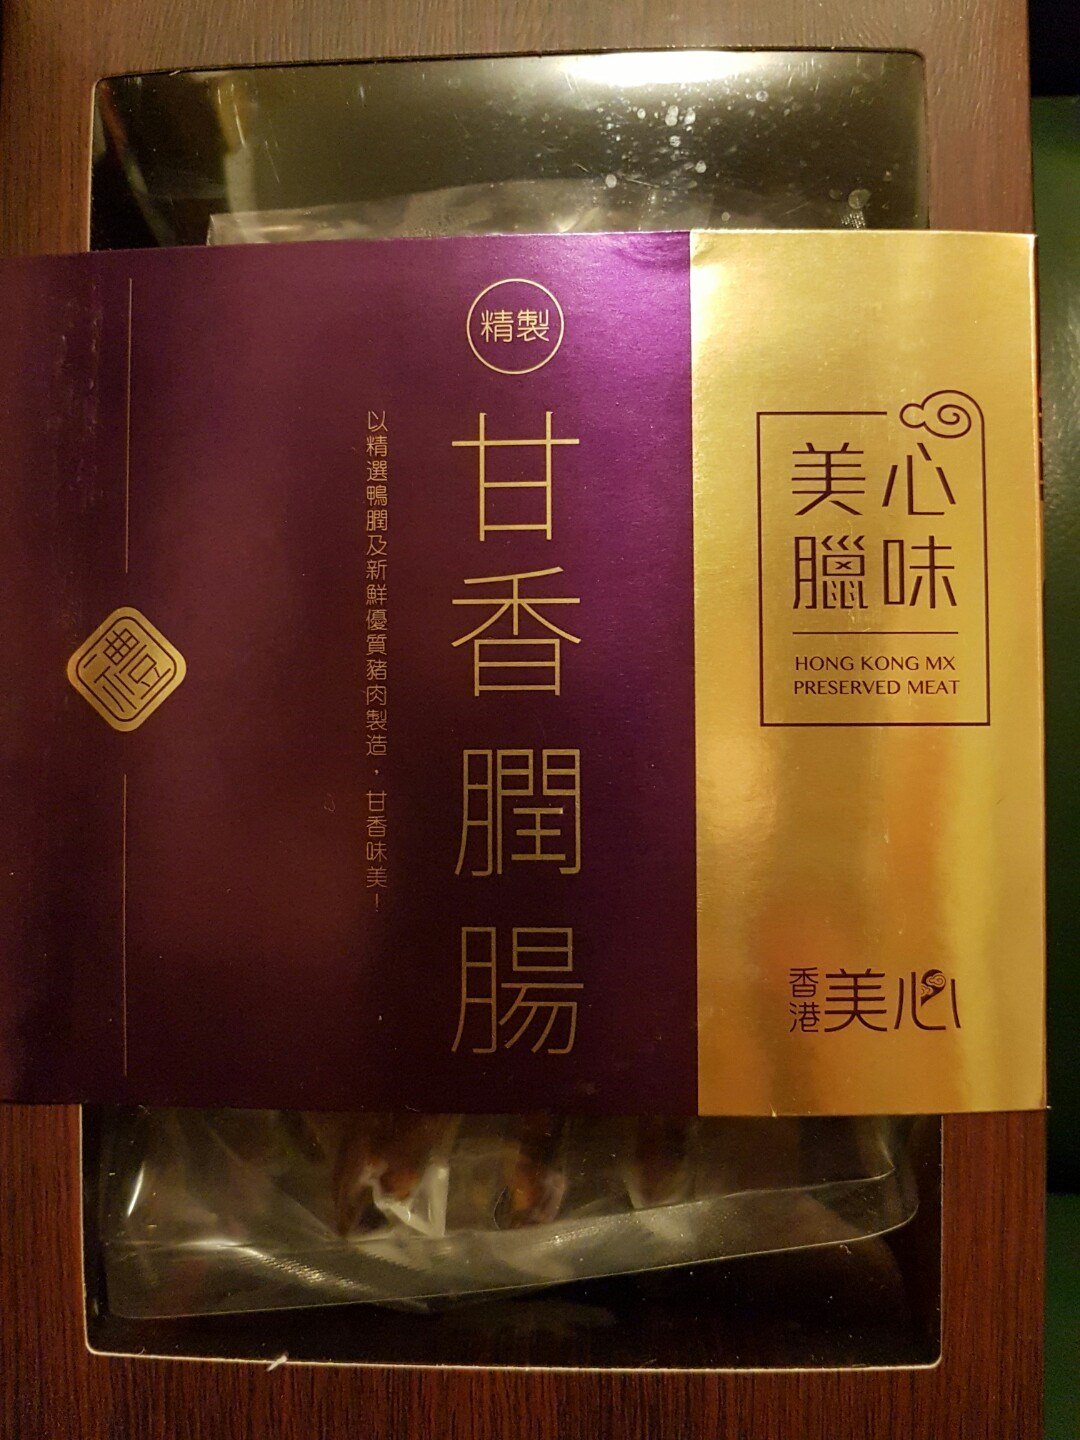 美心
臘味
HONG KONG MX
PRESERVED MEAT
香港美心
精製
甘香膶腸
以精選鴨膶及新鮮優質豬肉製造，甘香味美！
禮